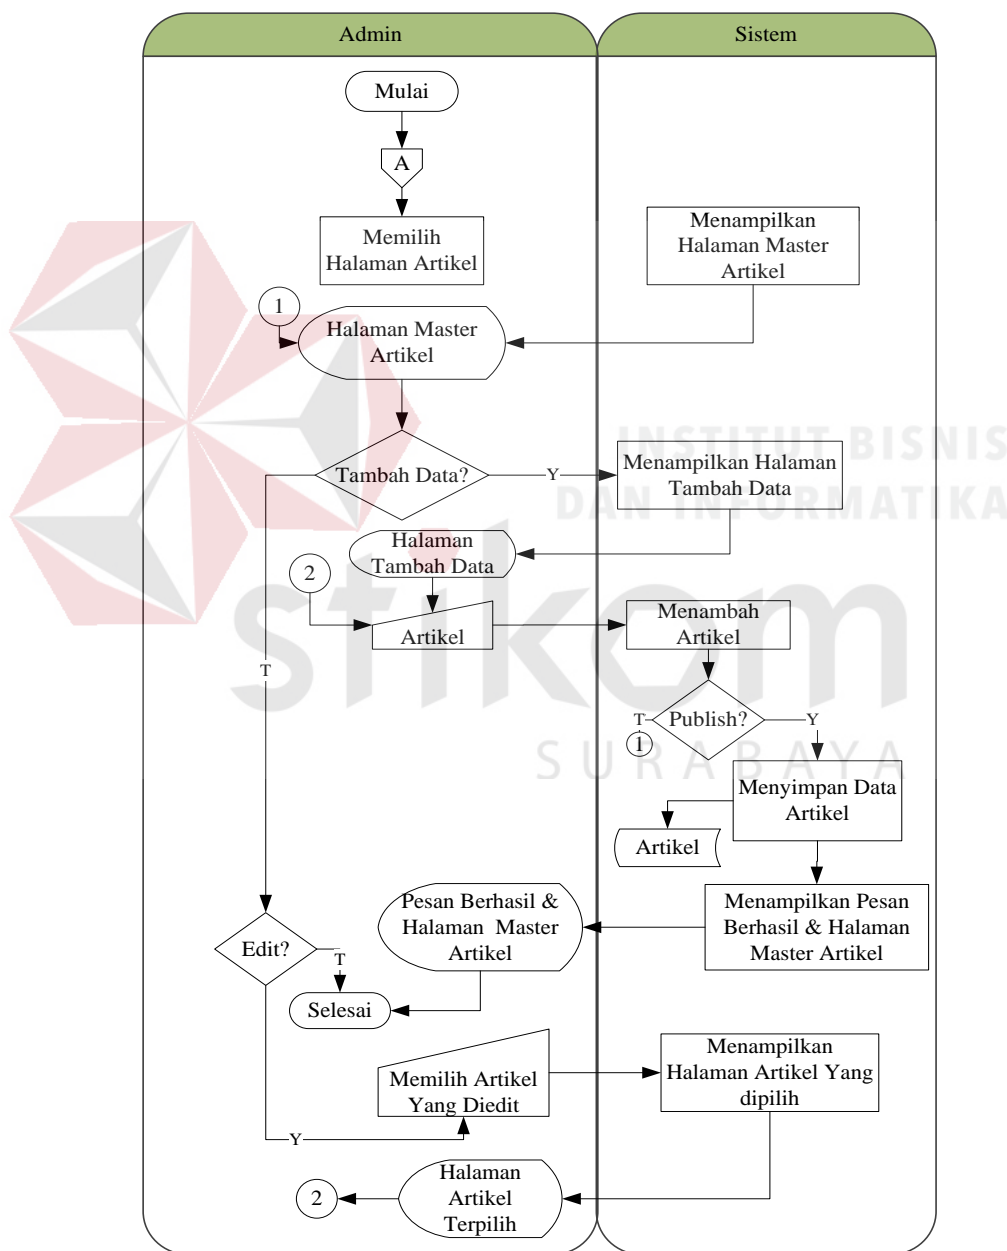 Admin
Sistem
Mulai
A
Memilih
Halaman Artikel
Menampilkan
Halaman Master
Artikel
1
Halaman Master
Artikel
Tambah Data?
Y
Menampilkan Halaman
Tambah Data
INSTITUT BISNIS
DAN INFORMATIKA
Halaman
Tambah Data
2
Artikel
Menambah
Artikel
stikom
SURABAYA
T
Publish?
T
Y
1
Menyimpan Data
Artikel
Artikel
Pesan Berhasil &
Halaman Master
Artikel
Menampilkan Pesan
Berhasil & Halaman
Master Artikel
Edit?
T
Selesai
Memilih Artikel
Yang Diedit
Menampilkan
Halaman Artikel Yang
dipilih
Y
Halaman
Artikel
Terpilih
2